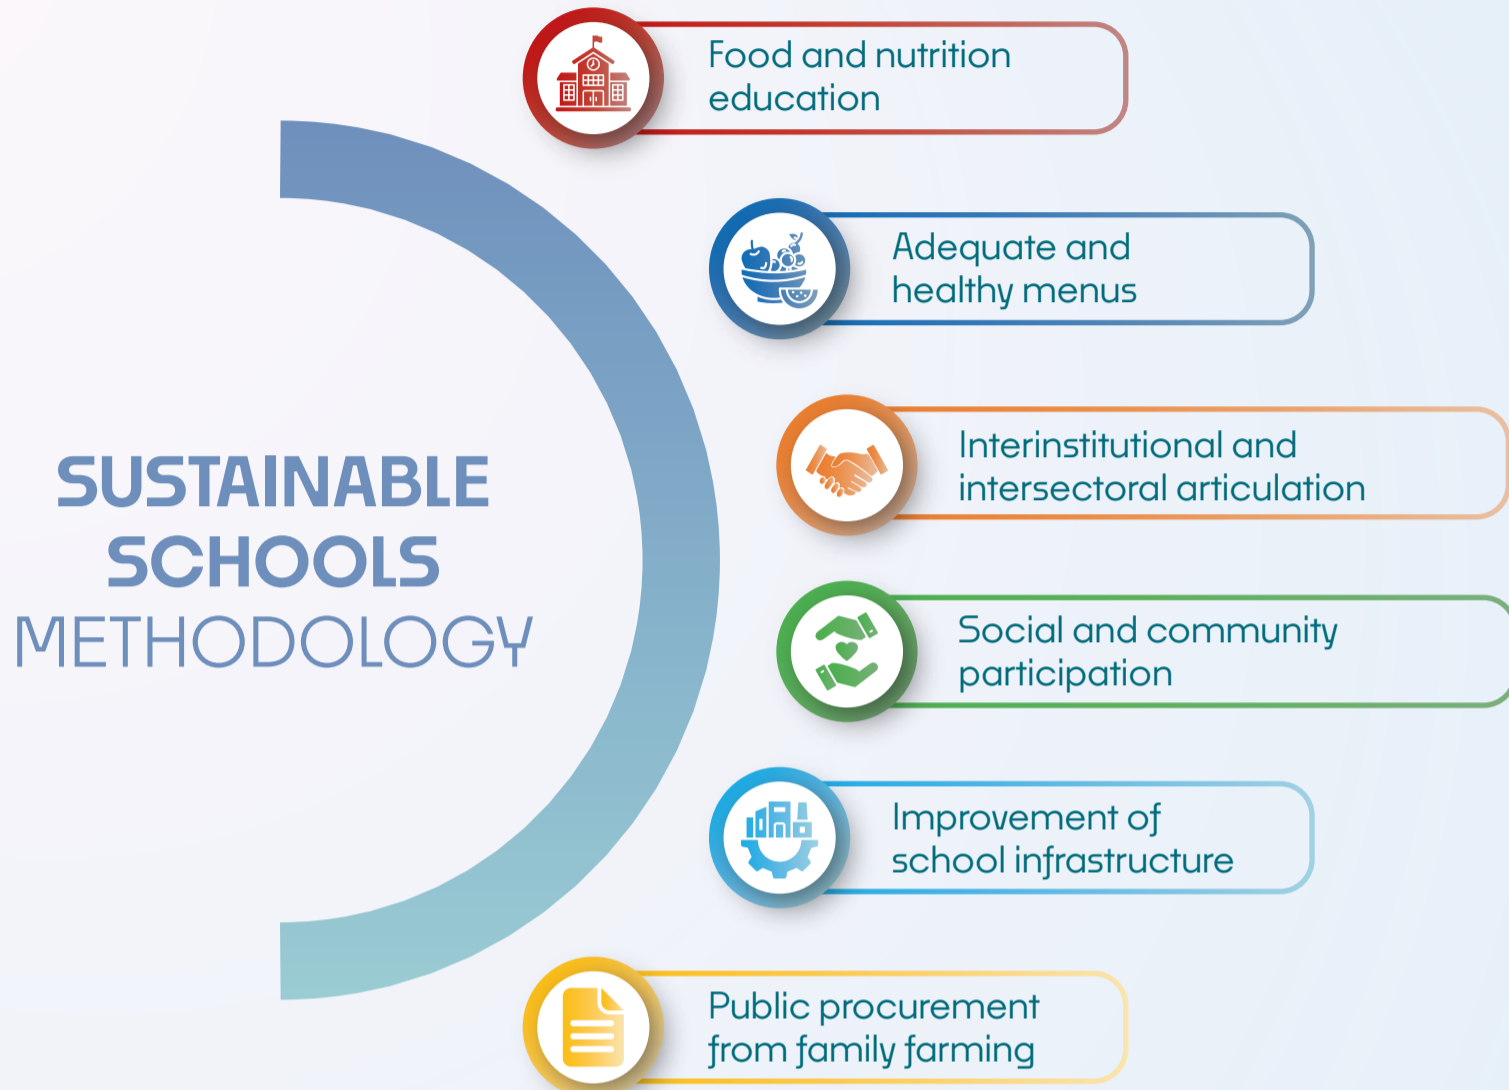 SUSTAINABLE
SCHOOLS
METHODOLOGY
Food and nutrition
education
Adequate and
healthy menus
Interinstitutional and
intersectoral articulation
Social and community
participation
Improvement of
school infrastructure
Public procurement
from family farming